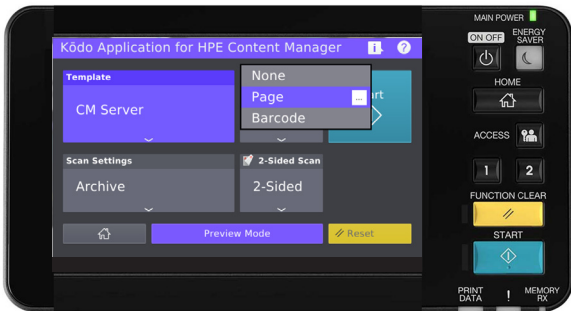 MAIN POWER
ON OFF
ENERGY
SAVER
Kōdo Application for HPE Content Manager
i
?
Template
CM Server
None
Page
...
Barcode
Scan Settings
Archive
2-Sided Scan
2-Sided
Preview Mode
Reset
HOME
ACCESS
1
2
FUNCTION CLEAR
START
PRINT
DATA
!
MEMORY
RX